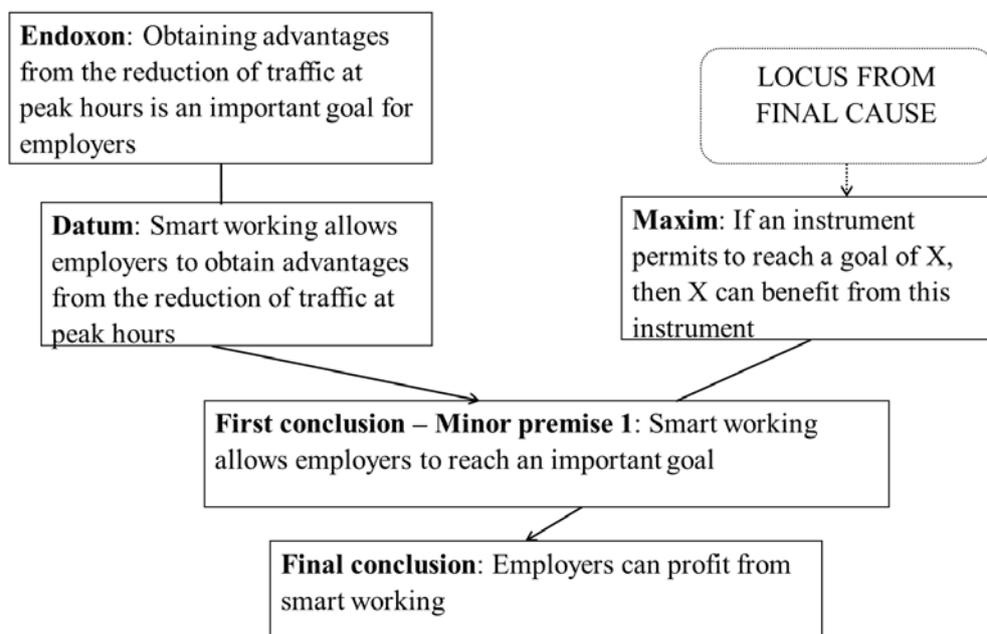 Endoxon: Obtaining advantages
from the reduction of traffic at
peak hours is an important goal for
employers
LOCUS FROM
FINAL CAUSE
Datum: Smart working allows
employers to obtain advantages
from the reduction of traffic at
peak hours
Maxim: If an instrument
permits to reach a goal of X,
then X can benefit from this
instrument
First conclusion – Minor premise 1: Smart working
allows employers to reach an important goal
Final conclusion: Employers can profit from
smart working